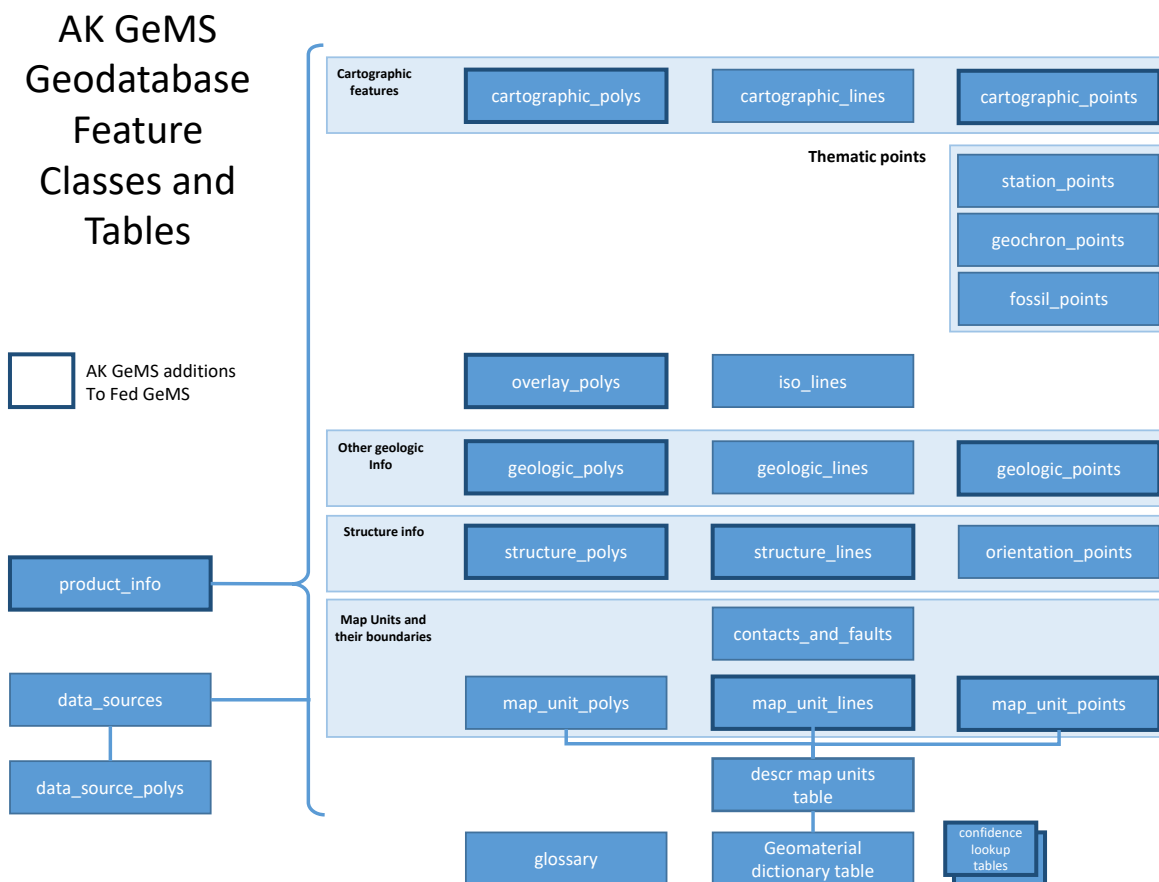 AK GeMS
Geodatabase
Feature
Classes and
Tables
AK GeMS additions
To Fed GeMS
product_info
data_sources
data_source_polys
Cartographic
features
cartographic_polys
cartographic_lines
cartographic_points
Thematic points
station_points
geochron_points
fossil_points
overlay_polys
iso_lines
Other geologic
Info
geologic_polys
geologic_lines
geologic_points
Structure info
structure_polys
structure_lines
orientation_points
Map Units and
their boundaries
contacts_and_faults
map_unit_polys
map_unit_lines
map_unit_points
descr map units
table
glossary
Geomaterial
dictionary table
confidence
lookup
tables